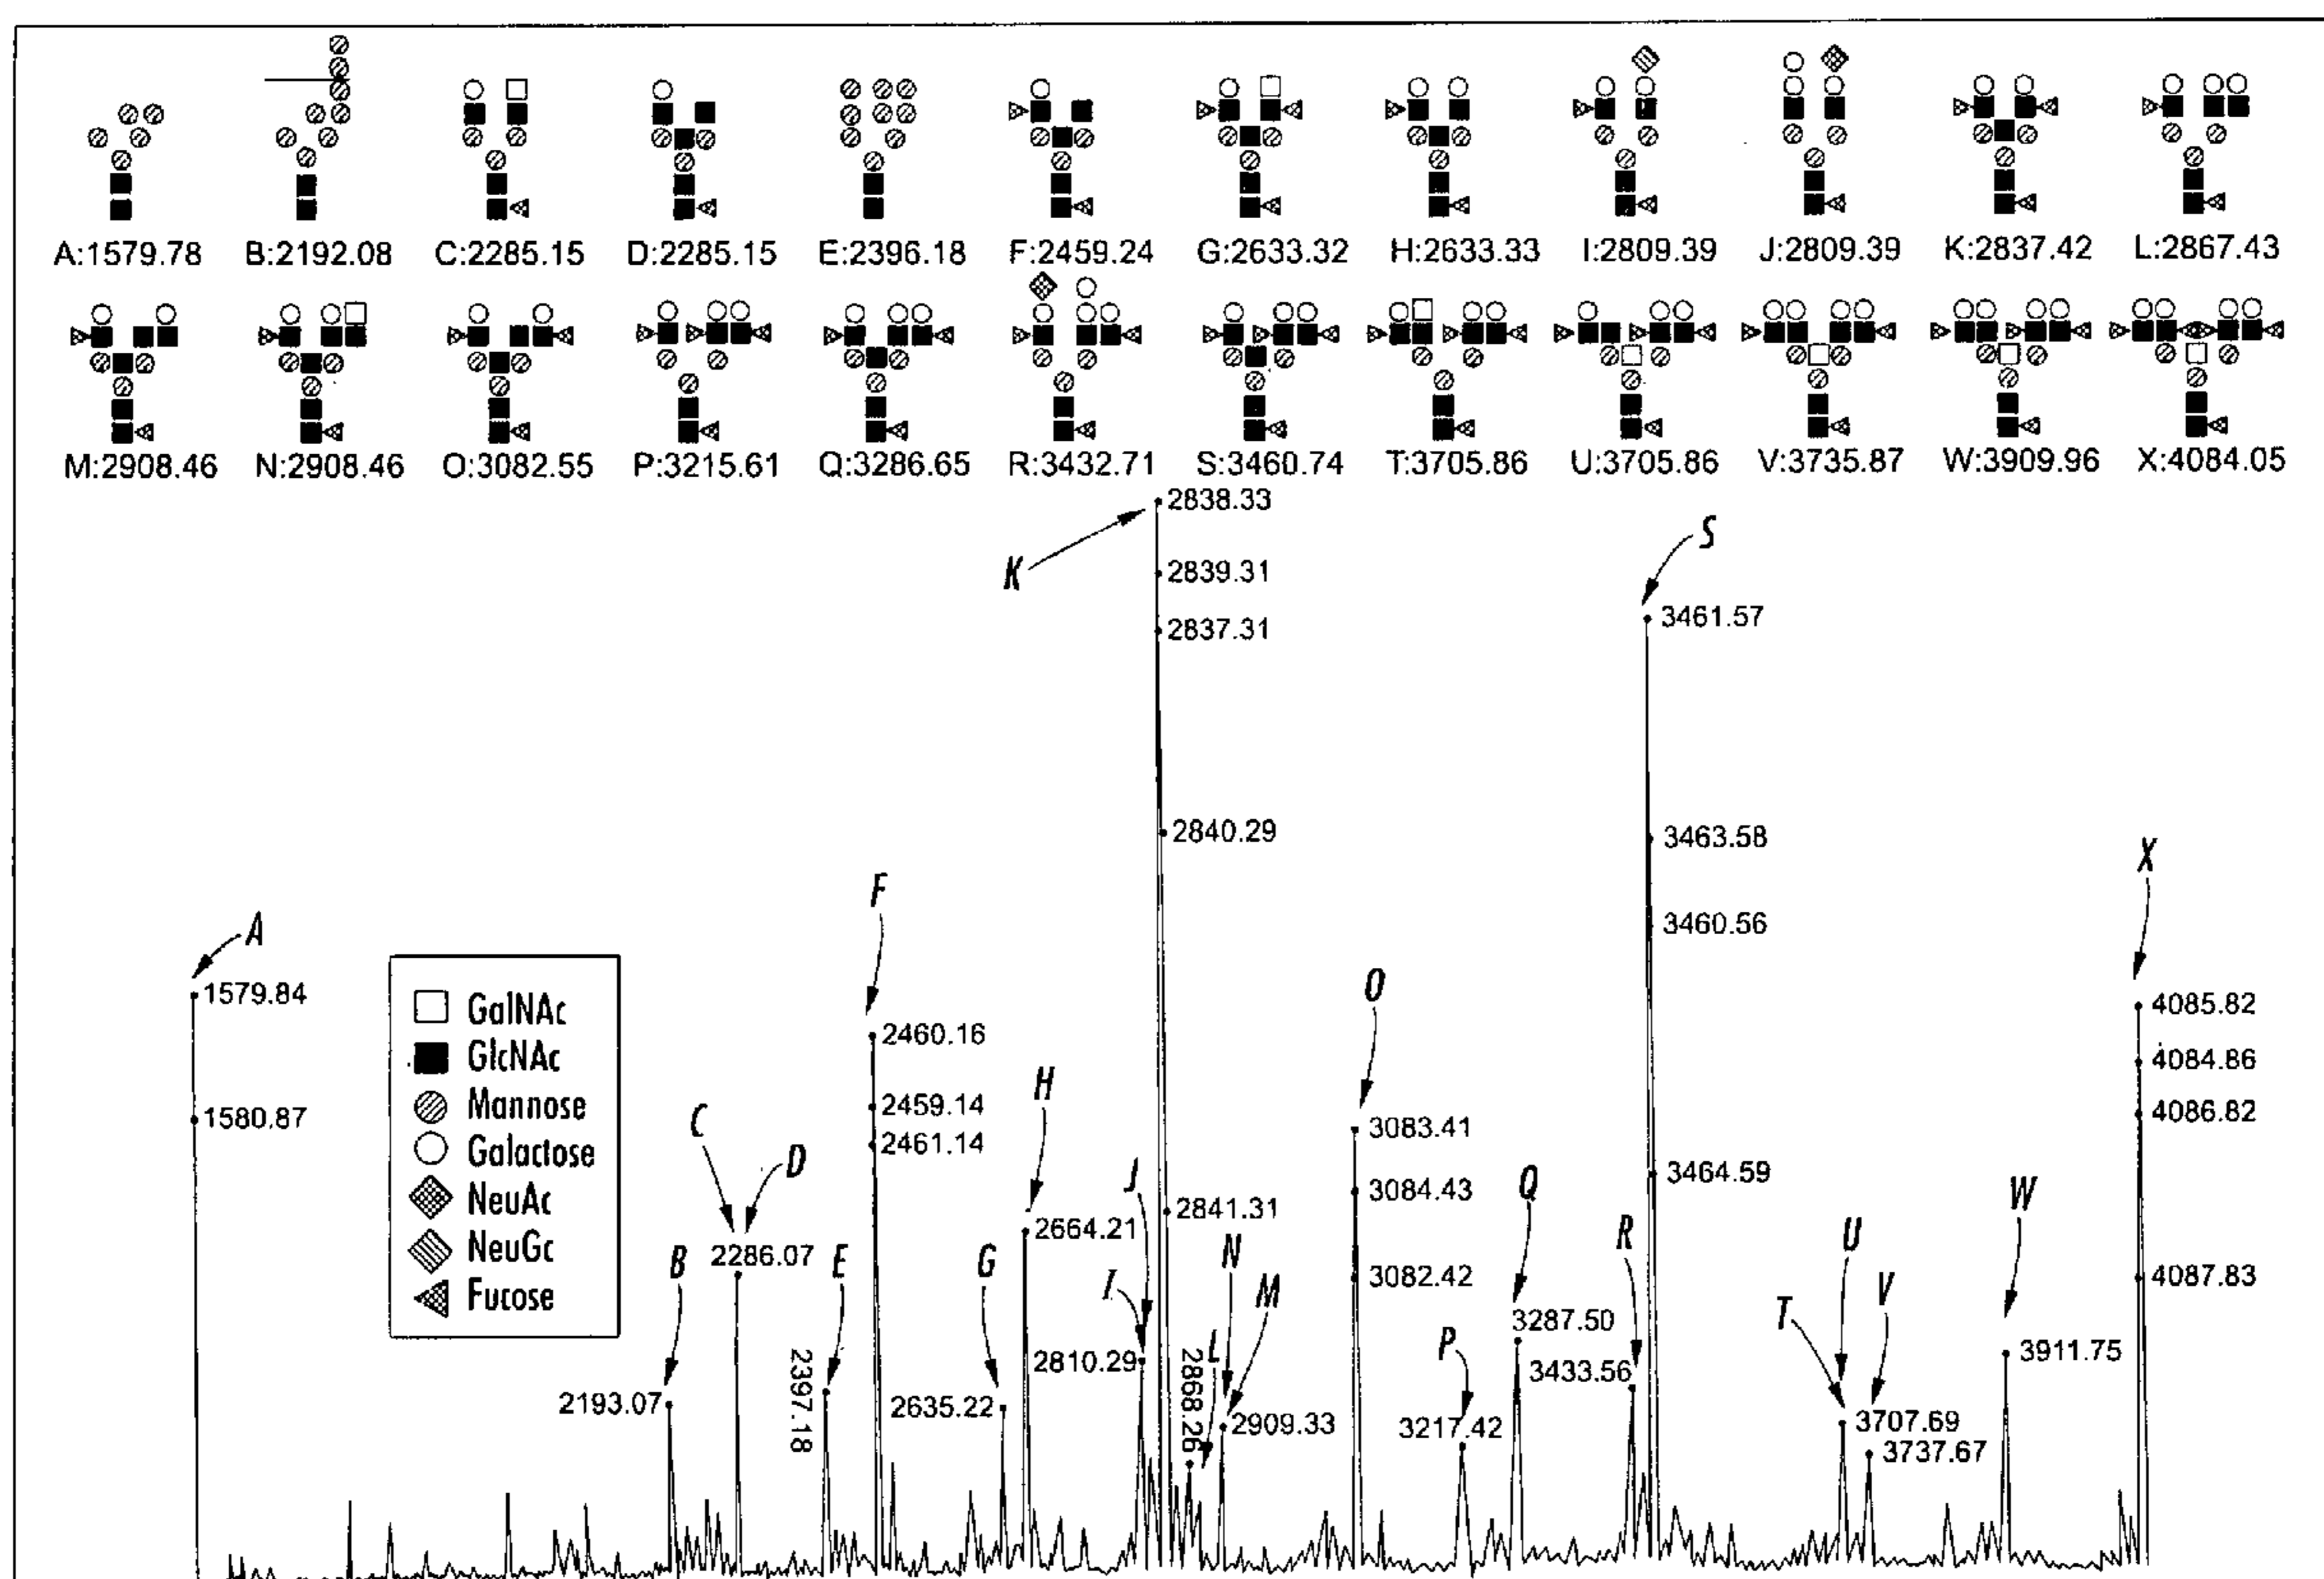 A:1579.78 B:2192.08 C:2285.15 D:2285.15 E:2396.18 F:2459.24 G:2633.32 H:2633.33 I:2809.39 J:2809.39 K:2837.42 L:2867.43
M:2908.46 N:2908.46 O:3082.55 P:3215.61 Q:3286.65 R:3432.71 S:3460.74 T:3705.86 U:3705.86 V:3735.87 W:3909.96 X:4084.05
2838.33
S
K
2839.31
3461.57
2837.31
2840.29
3463.58
X
F
3460.56
A
O
1579.84
4085.82
2460.16
4084.86
H
2459.14
4086.82
1580.87
C
3083.41
2461.14
D
J
3464.59
Q
3084.43
W
2841.31
2664.21
R
U
N
2286.07
B
E
G
I
M
3082.42
4087.83
V
T
3287.50
P
L
2810.29
3911.75
3433.56
2397.18
2868.26
2193.07
2635.22
2909.33
3217.42
3707.69
3737.67
GalNAc
GlcNAc
Mannose
Galactose
NeuAc
NeuGc
Fucose